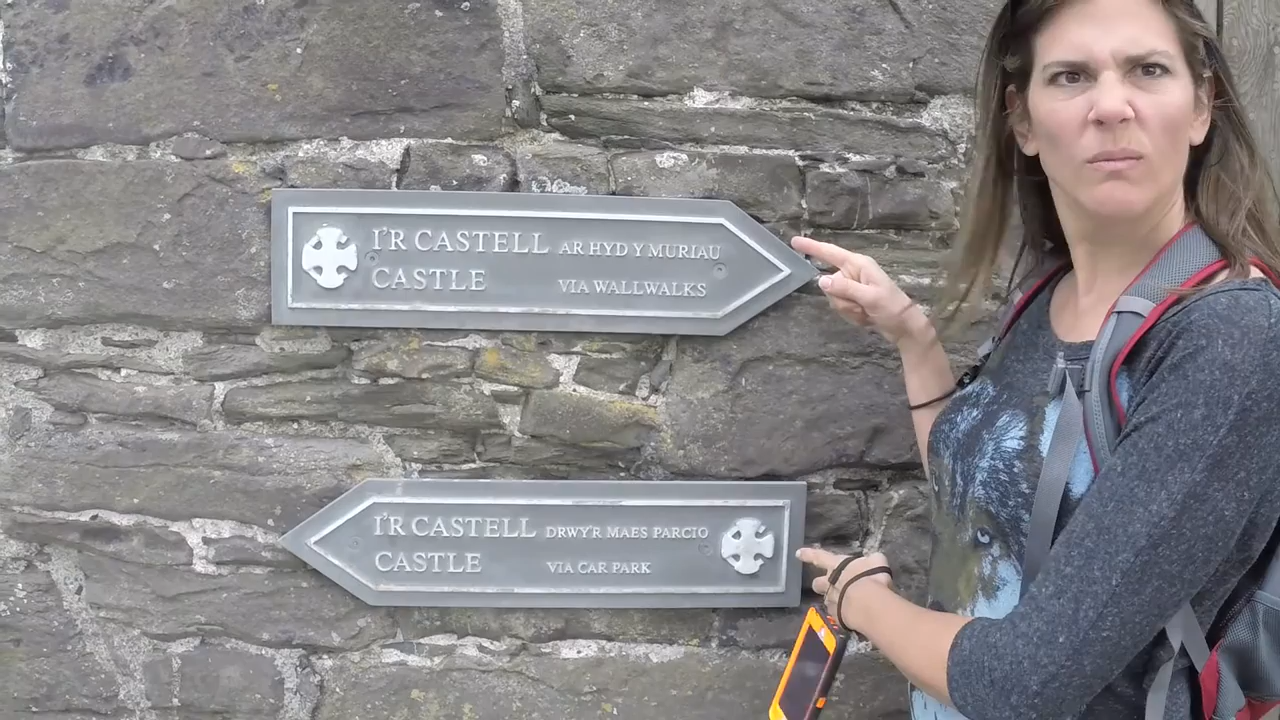 I'R CASTELL AR HYD Y MURIAU
CASTLE VIA WALLWALKS
I'R CASTELL DRWY'R MAES PARCIO
CASTLE VIA CAR PARK